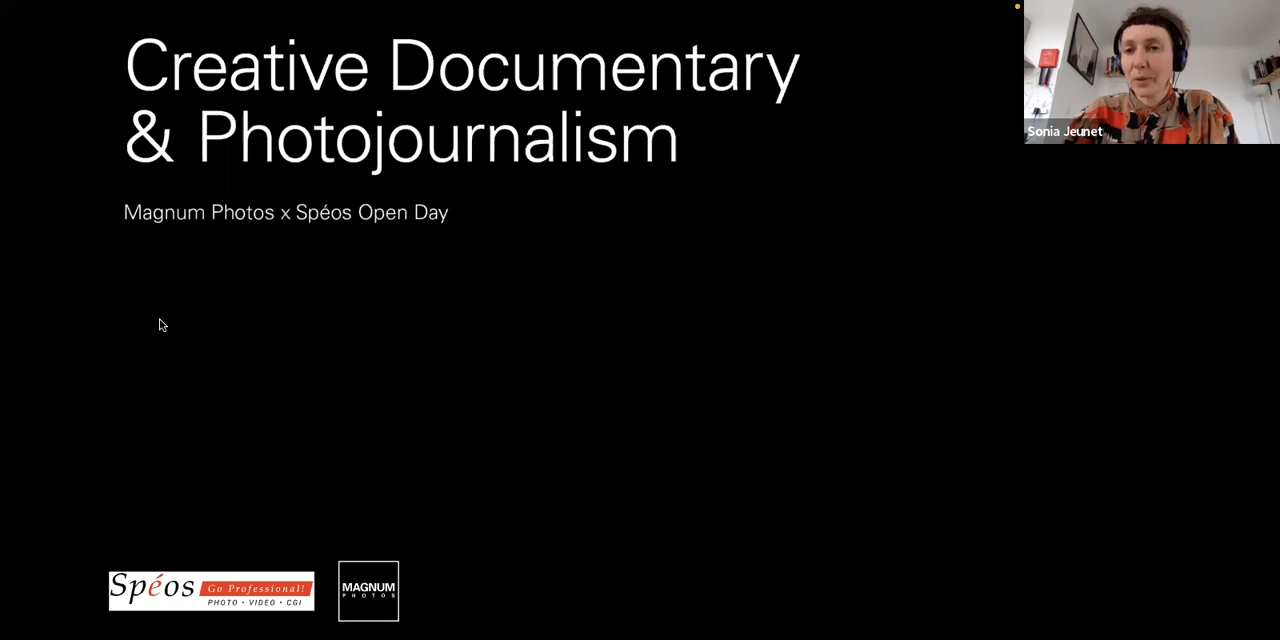 Creative Documentary
& Photojournalism
Magnum Photos x Spéos Open Day
Sonia Jeunet
Spéos
Go Professional!
PHOTO • VIDEO • CGI
MAGNUM
PHOTOS